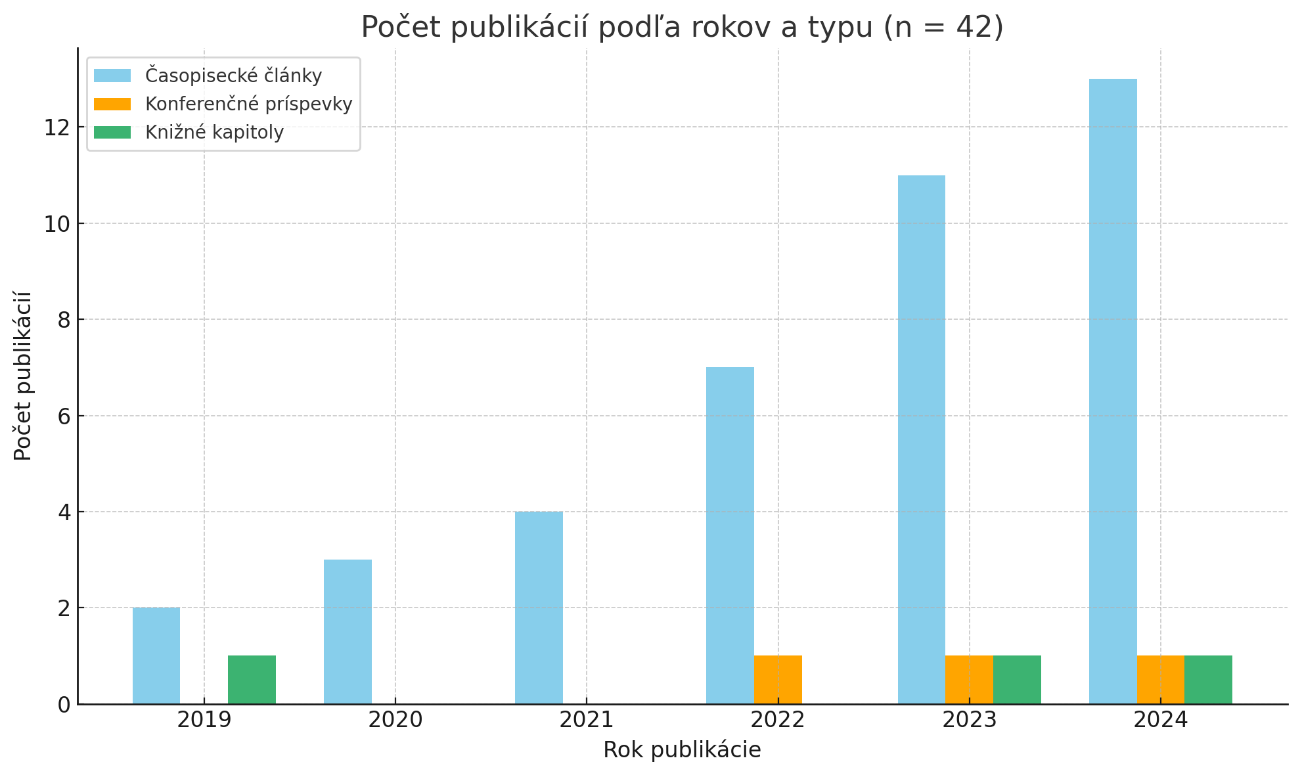 Počet publikácií podľa rokov a typu (n = 42)
Časopisecké články
Konferenčné príspevky
Knižné kapitoly
Počet publikácií
12
10
8
6
4
2
0
2019 2020 2021 2022 2023 2024
Rok publikácie